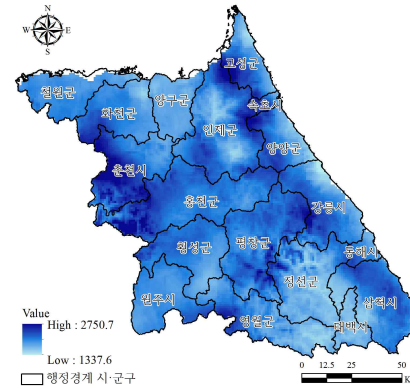 N
W E
S
고성군
철원군
양구군
화천군
속초시
인제군
양양군
춘천시
홍천군
강릉시
횡성군
평창군
동해시
정선군
원주시
삼척시
영월군
태백시
Value
High : 2750.7
Low : 1337.6
행정경계 시·군구
0 12.5 25 50
K